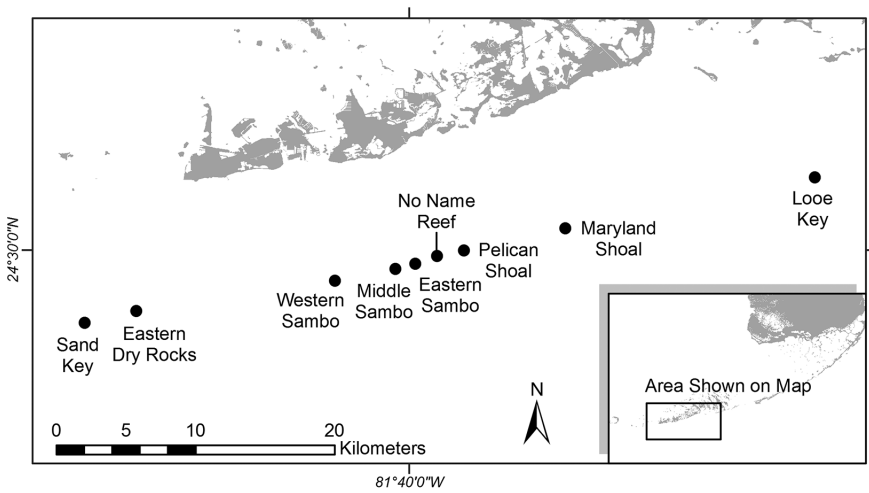 No Name
Reef
Looe
Key
Maryland
Shoal
Pelican
Shoal
24°30'0"N
Eastern
Sambo
Middle
Sambo
Western
Sambo
Eastern
Dry Rocks
Sand
Key
Area Shown on Map
N
0 5 10 20
Kilometers
81°40'0"W